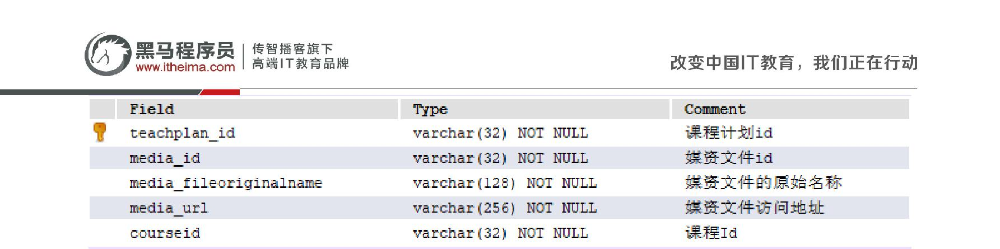 黑马程序员
www.itheima.com
传智播客旗下
高端IT教育品牌
改变中国IT教育，我们正在行动
Field Type Comment
teachplan_id varchar(32) NOT NULL 课程计划id
media_id varchar(32) NOT NULL 媒资文件id
media_fileoriginalname varchar(128) NOT NULL 媒资文件的原始名称
media_url varchar(256) NOT NULL 媒资文件访问地址
courseid varchar(32) NOT NULL 课程Id